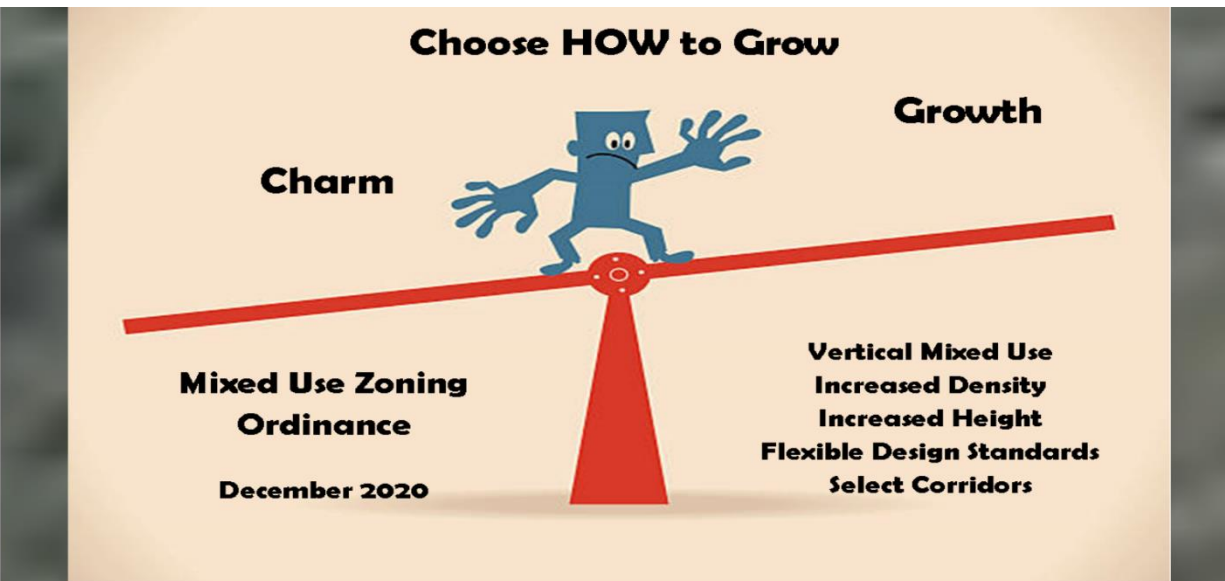 Choose HOW to Grow
Growth
Charm
Mixed Use Zoning
Ordinance
December 2020
Vertical Mixed Use
Increased Density
Increased Height
Flexible Design Standards
Select Corridors